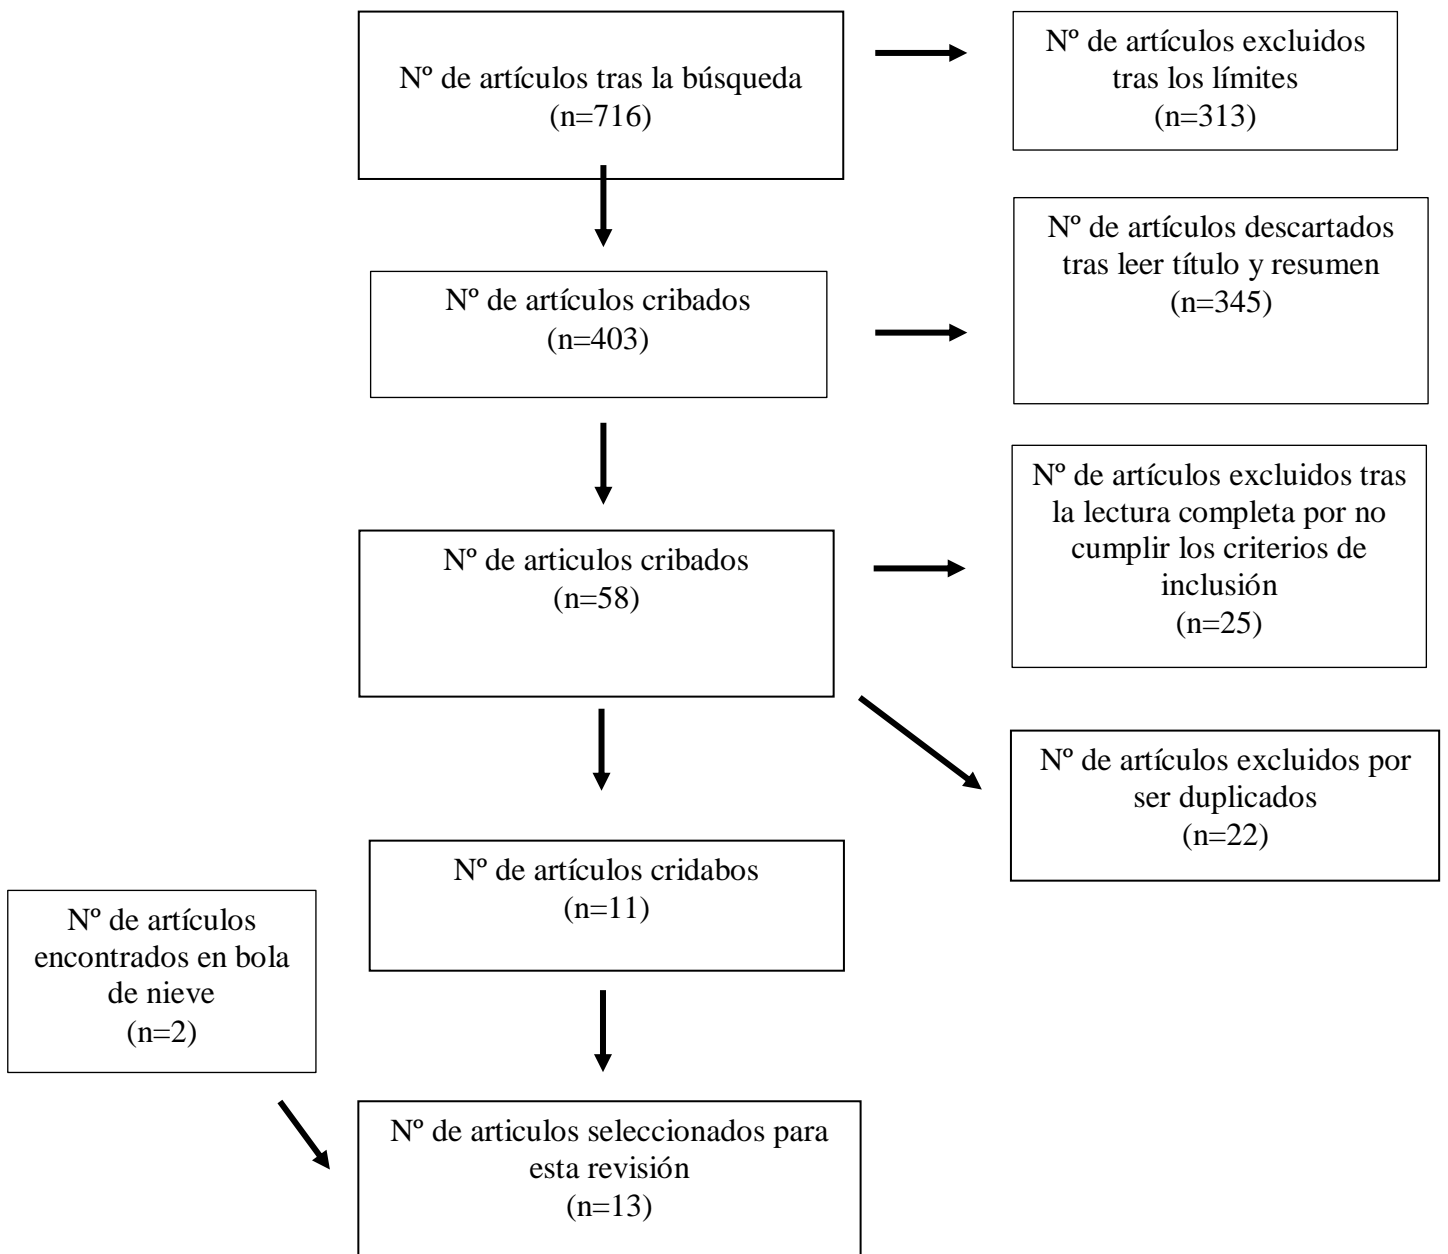 Nº de artículos tras la búsqueda
(n=716)
Nº de artículos excluidos
tras los límites
(n=313)
Nº de artículos cribados
(n=403)
Nº de artículos descartados
tras leer título y resumen
(n=345)
Nº de articulos cribados
(n=58)
Nº de artículos excluidos tras
la lectura completa por no
cumplir los criterios de
inclusión
(n=25)
Nº de artículos excluidos por
ser duplicados
(n=22)
Nº de artículos cridabos
(n=11)
Nº de artículos
encontrados en bola
de nieve
(n=2)
Nº de articulos seleccionados para
esta revisión
(n=13)